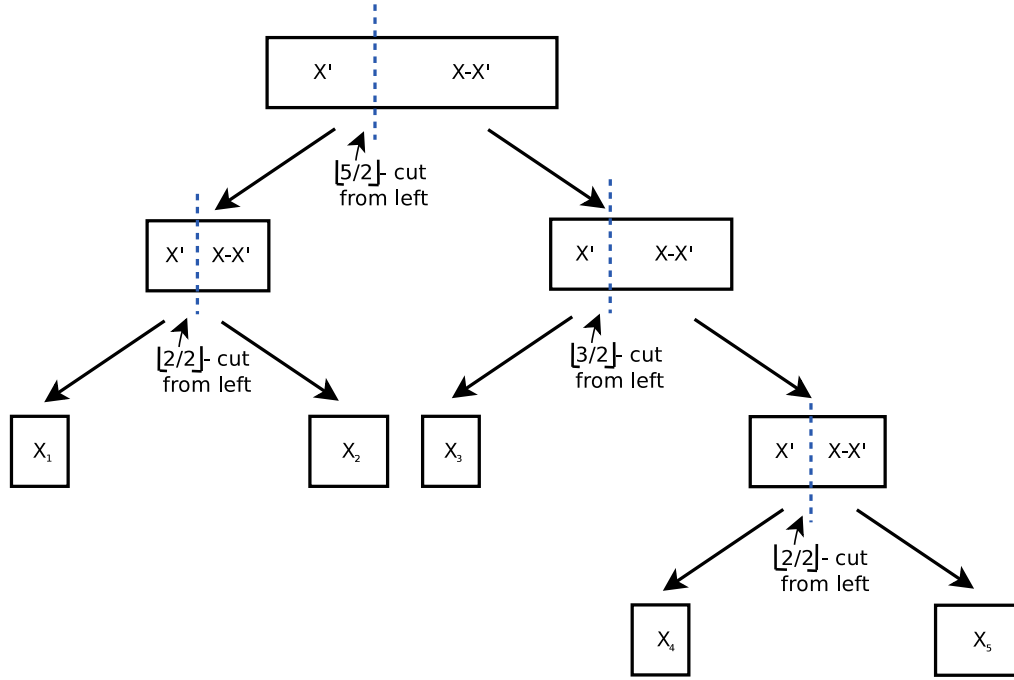 X' X-X'
⌊5/2⌋- cut
from left
X' X-X'
X' X-X'
⌊2/2⌋- cut
from left
⌊3/2⌋- cut
from left
X₁
X₂
X₃
X' X-X'
⌊2/2⌋- cut
from left
X₄
X₅